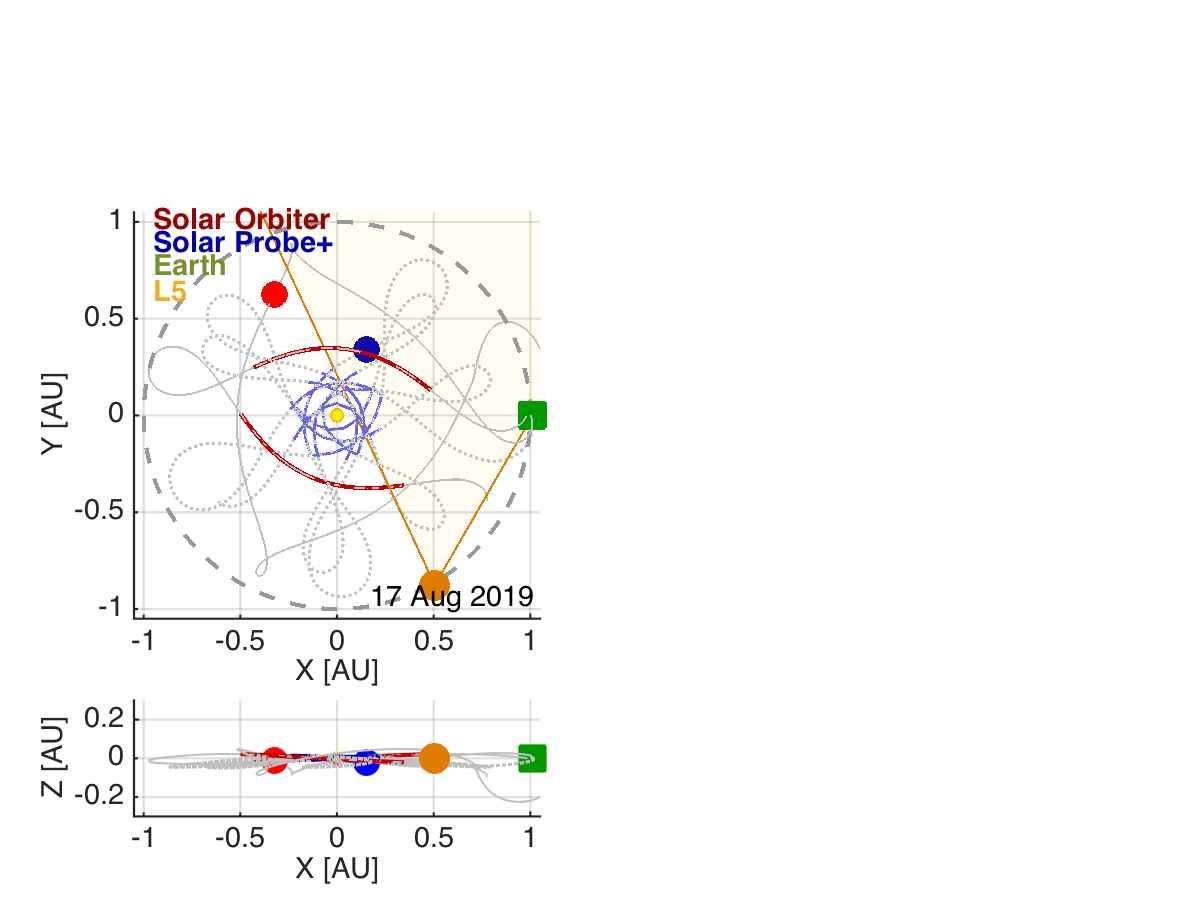 Solar Orbiter
Solar Probe+
Earth
L5
1
0.5
0
-0.5
-1
Y [AU]
17 Aug 2019
-1 -0.5 0 0.5 1
X [AU]
0.2
0
-0.2
Z [AU]
-1 -0.5 0 0.5 1
X [AU]